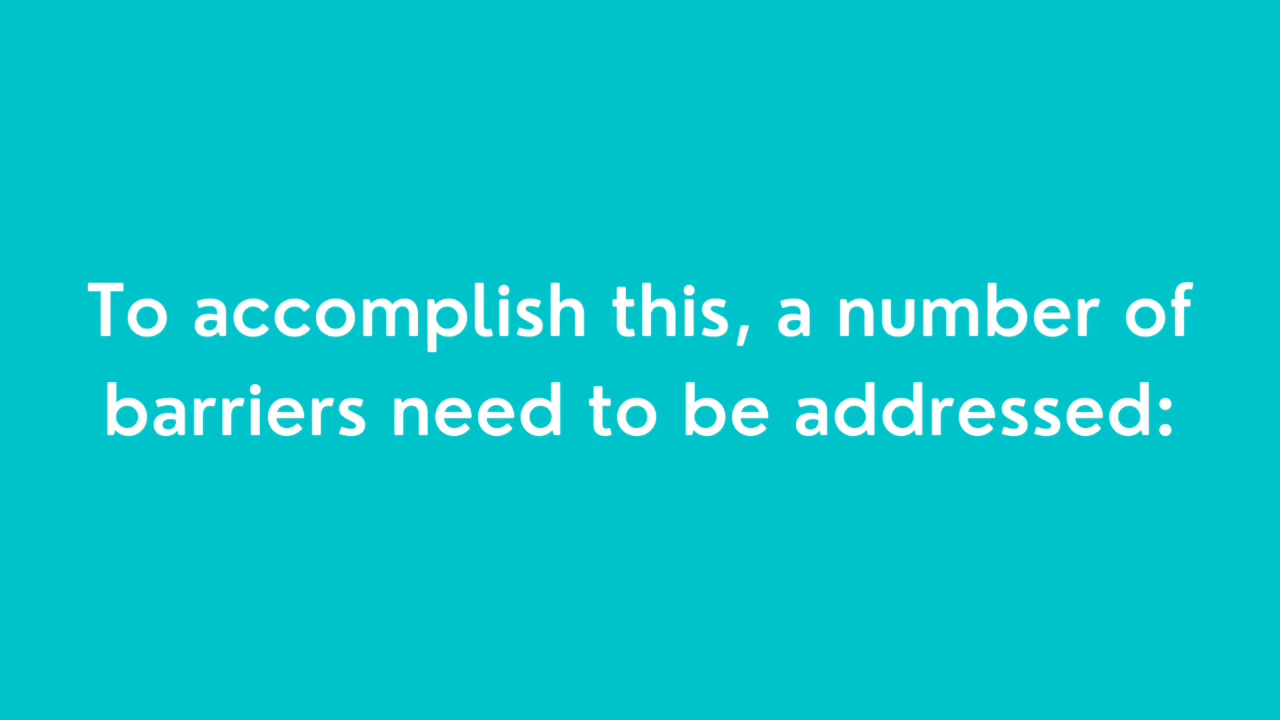 To accomplish this, a number of
barriers need to be addressed: